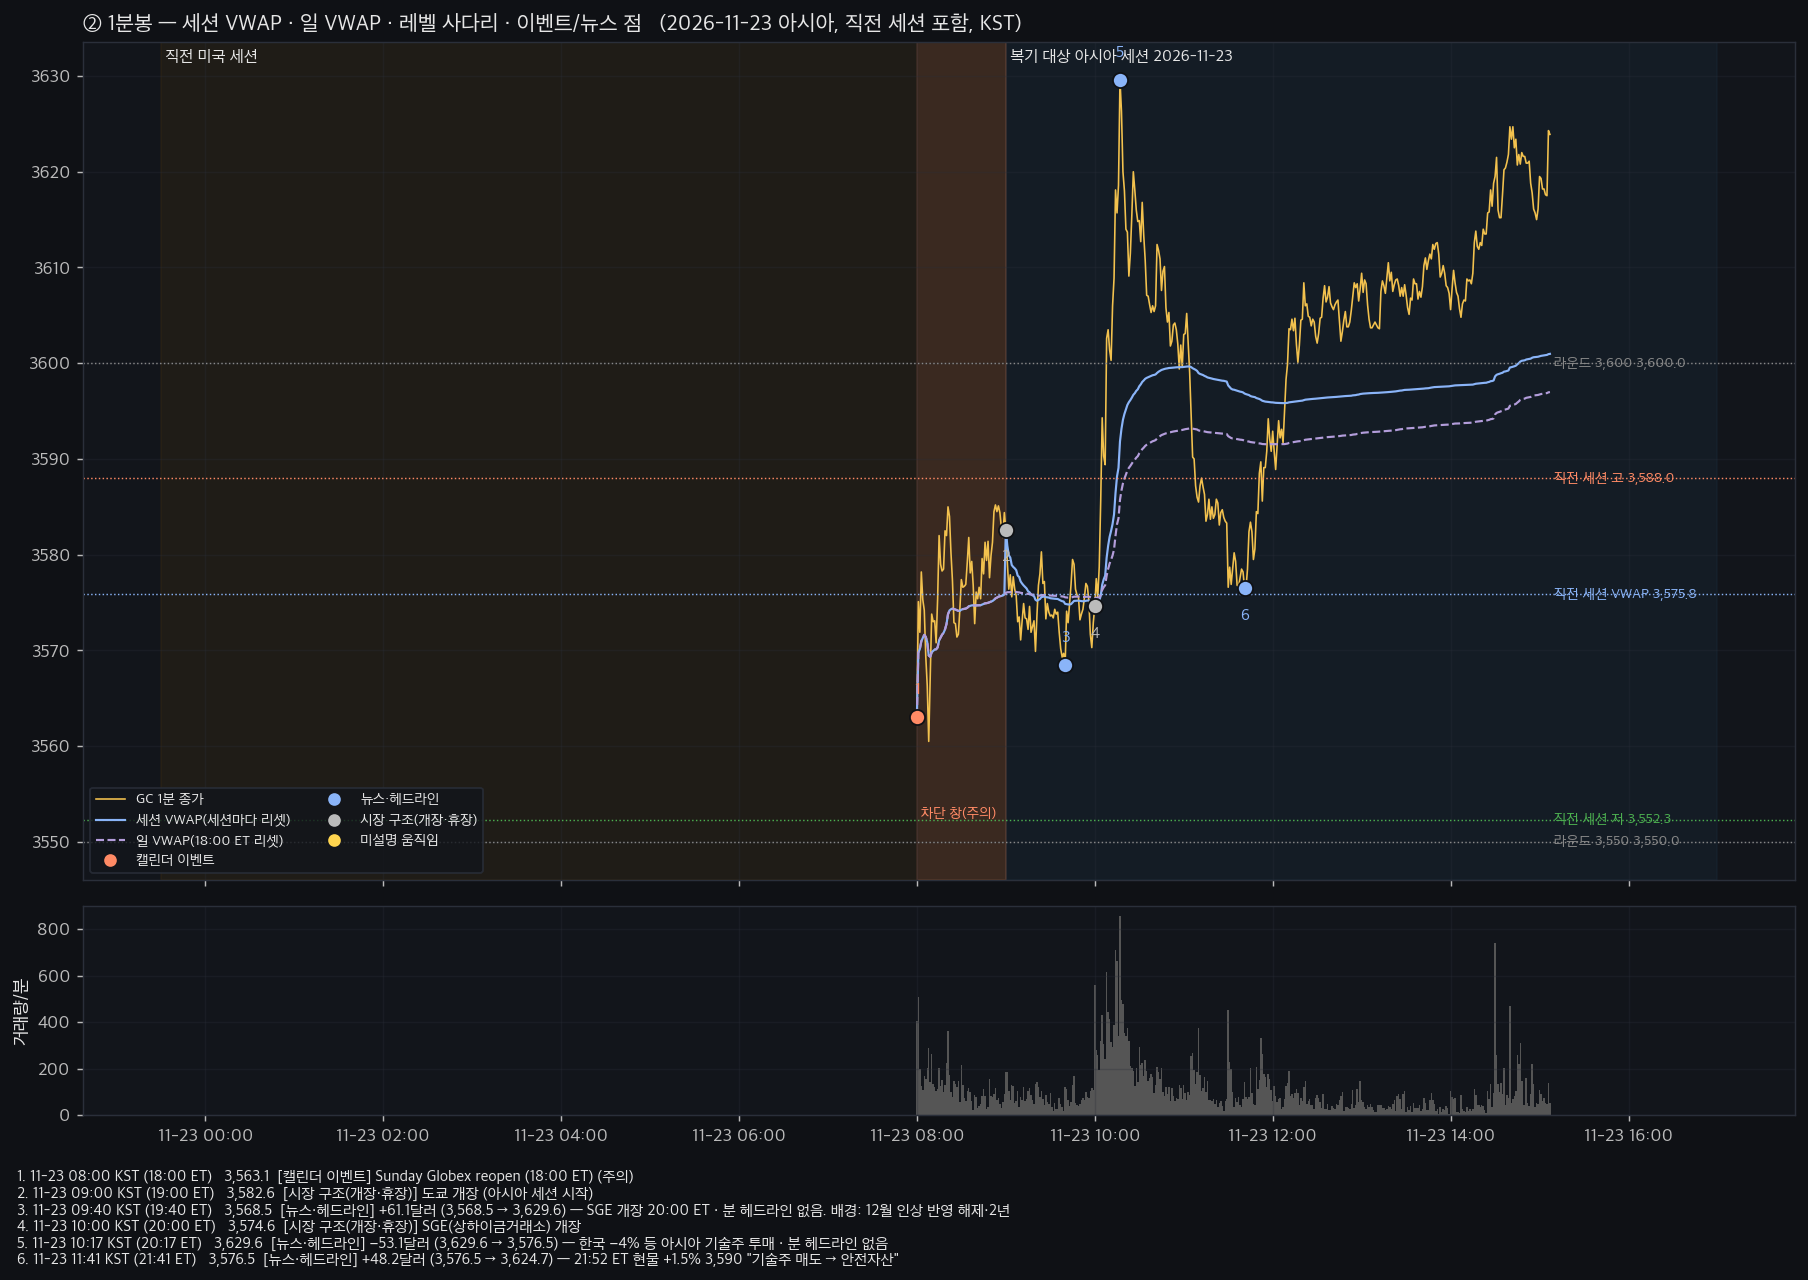 ② 1분봉 — 세션 VWAP · 일 VWAP · 레벨 사다리 · 이벤트/뉴스 점   (2026-11-23 아시아, 직전 세션 포함, KST)
직전 미국 세션
복기 대상 아시아 세션 2026-11-23
5
3630
3620
3610
3600
3590
3580
3570
3560
3550
라운드 3,600 3,600.0
직전 세션 고 3,588.0
직전 세션 VWAP 3,575.8
직전 세션 저 3,552.3
라운드 3,550 3,550.0
2
3
4
6
1
차단 창(주의)
GC 1분 종가
세션 VWAP(세션마다 리셋)
일 VWAP(18:00 ET 리셋)
캘린더 이벤트
뉴스·헤드라인
시장 구조(개장·휴장)
미설명 움직임
거래량/분
800
600
400
200
0
11-23 00:00
11-23 02:00
11-23 04:00
11-23 06:00
11-23 08:00
11-23 10:00
11-23 12:00
11-23 14:00
11-23 16:00
1. 11-23 08:00 KST (18:00 ET)   3,563.1  [캘린더 이벤트] Sunday Globex reopen (18:00 ET) (주의)
2. 11-23 09:00 KST (19:00 ET)   3,582.6  [시장 구조(개장·휴장)] 도쿄 개장 (아시아 세션 시작)
3. 11-23 09:40 KST (19:40 ET)   3,568.5  [뉴스·헤드라인] +61.1달러 (3,568.5 → 3,629.6) — SGE 개장 20:00 ET · 분 헤드라인 없음. 배경: 12월 인상 반영 해제·2년
4. 11-23 10:00 KST (20:00 ET)   3,574.6  [시장 구조(개장·휴장)] SGE(상하이금거래소) 개장
5. 11-23 10:17 KST (20:17 ET)   3,629.6  [뉴스·헤드라인] −53.1달러 (3,629.6 → 3,576.5) — 한국 −4% 등 아시아 기술주 투매 · 분 헤드라인 없음
6. 11-23 11:41 KST (21:41 ET)   3,576.5  [뉴스·헤드라인] +48.2달러 (3,576.5 → 3,624.7) — 21:52 ET 현물 +1.5% 3,590 "기술주 매도 → 안전자산"